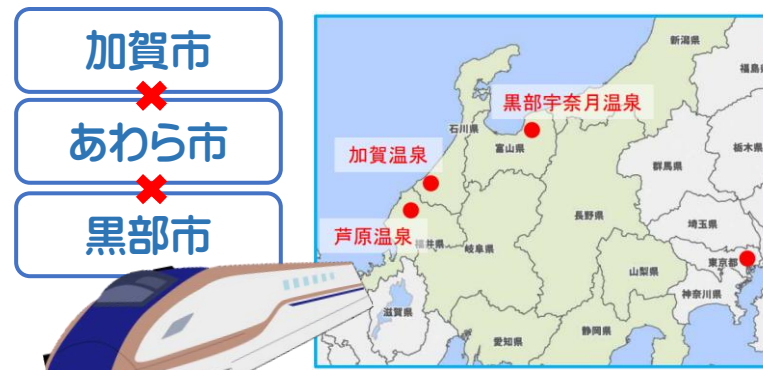 加賀市
あわら市
黒部市
新潟県
福島県
黒部宇奈月温泉
石川県
富山県
栃木県
加賀温泉
群馬県
長野県
埼玉県
芦原温泉
福井県
岐阜県
東京都
山梨県
神奈川県
滋賀県
静岡県
愛知県